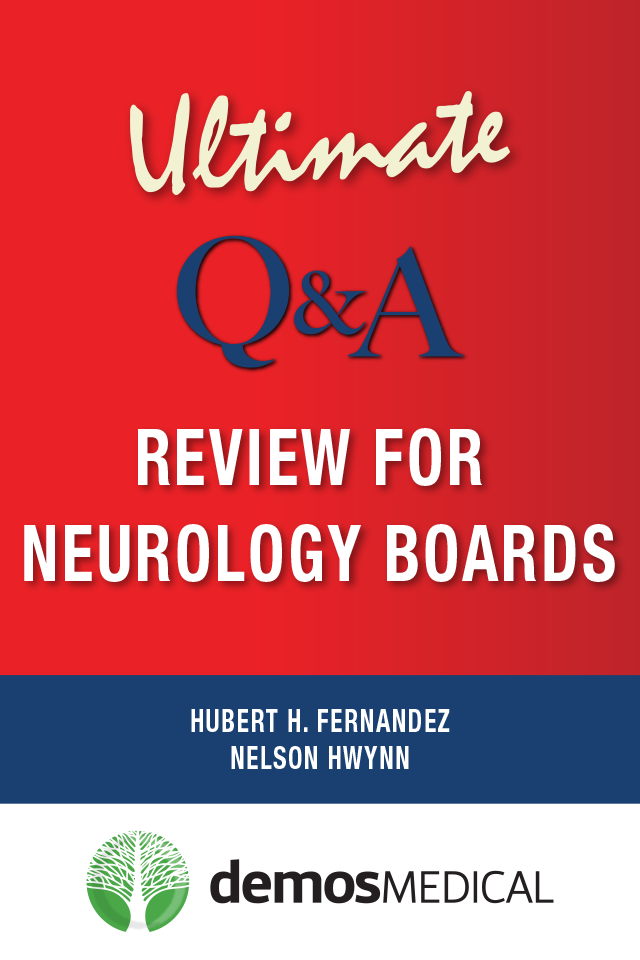 Ultimate
Q&A
REVIEW FOR
NEUROLOGY BOARDS
HUBERT H. FERNANDEZ
NELSON HWYNN
demosMEDICAL